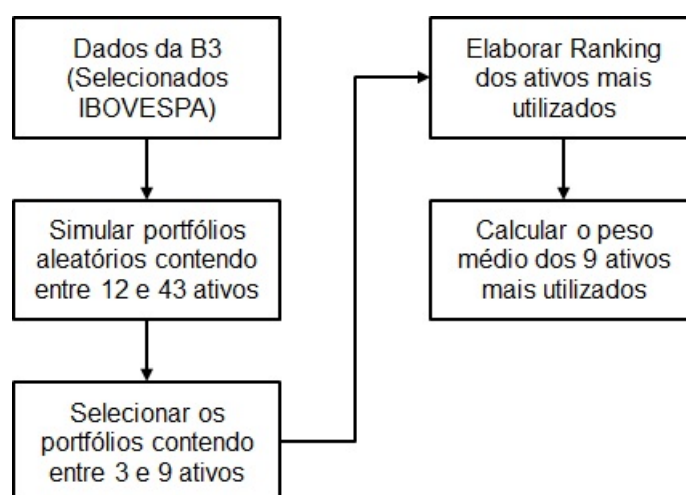 Dados da B3
(Selecionados
IBOVESPA)
Simular portfólios
aleatórios contendo
entre 12 e 43 ativos
Selecionar os
portfólios contendo
entre 3 e 9 ativos
Elaborar Ranking
dos ativos mais
utilizados
Calcular o peso
médio dos 9 ativos
mais utilizados